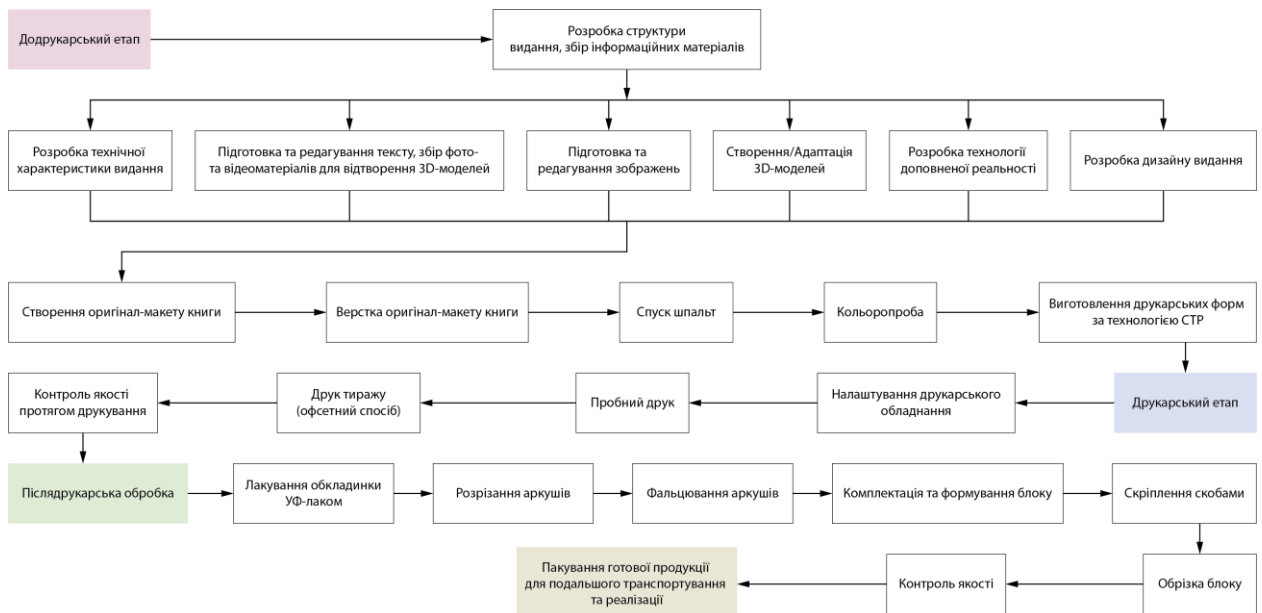 Додрукарський етап
Розробка структури
видання, збір інформаційних матеріалів
Розробка технічної
характеристики видання
Підготовка та редагування тексту, збір фото-
та відеоматеріалів для відтворення 3D-моделей
Підготовка та
редагування зображень
Створення/Адаптація
3D-моделей
Розробка технології
доповненої реальності
Розробка дизайну видання
Створення оригінал-макету книги
Верстка оригінал-макету книги
Спуск шпальт
Кольоропроба
Виготовлення друкарських форм
за технологією СТР
Контроль якості
протягом друкування
Друк тиражу
(офсетний спосіб)
Пробний друк
Налаштування друкарського
обладнання
Друкарський етап
Післядрукарська обробка
Лакування обкладинки
УФ-лаком
Розрізання аркушів
Фальцювання аркушів
Комплектація та формування блоку
Скріплення скобами
Пакування готової продукції
для подальшого транспортування
та реалізації
Контроль якості
Обрізка блоку